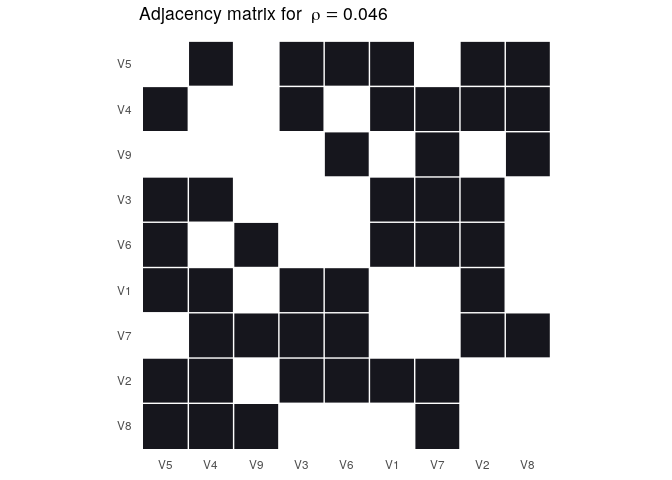 Adjacency matrix for ρ = 0.046
V5
V4
V9
V3
V6
V1
V7
V2
V8
V5 V4 V9 V3 V6 V1 V7 V2 V8